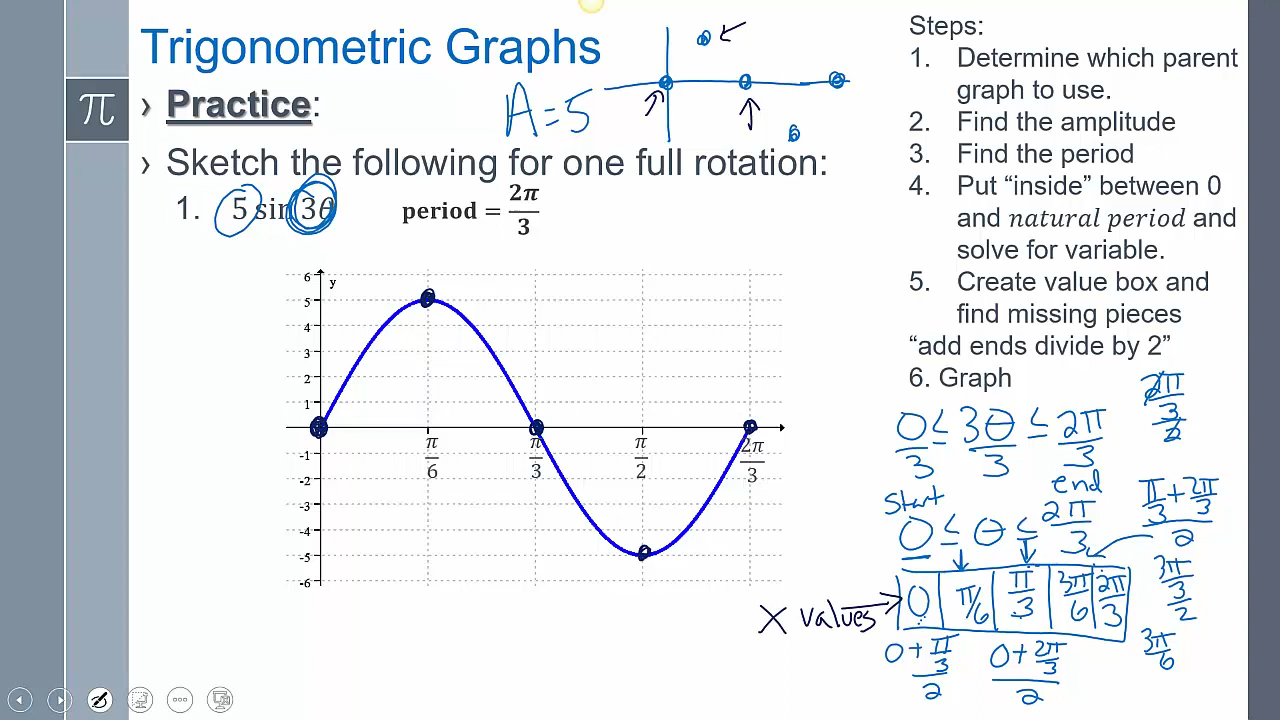 Trigonometric Graphs
π
› Practice:
A=5
› Sketch the following for one full rotation:
1. 5 sin(3θ
period = 2π/3
6
y
5
4
3
2
1
-1
-2
-3
-4
-5
-6
π/6
π/3
π/2
2π/3
Steps:
1. Determine which parent
graph to use.
2. Find the amplitude
3. Find the period
4. Put “inside” between 0
and natural period and
solve for variable.
5. Create value box and
find missing pieces
“add ends divide by 2”
6. Graph
0/3 ≤ 3θ/3 ≤ 2π/3
Start
end
0 ≤ θ ≤ 2π/3
X values
0 π/6 π/3 3π/6 2π/3
(0 + π/3)/2
(0 + 2π/3)/2
(2π/3)/2
(π/3 + 2π/3)/2
(3π/3)/2
3π/6